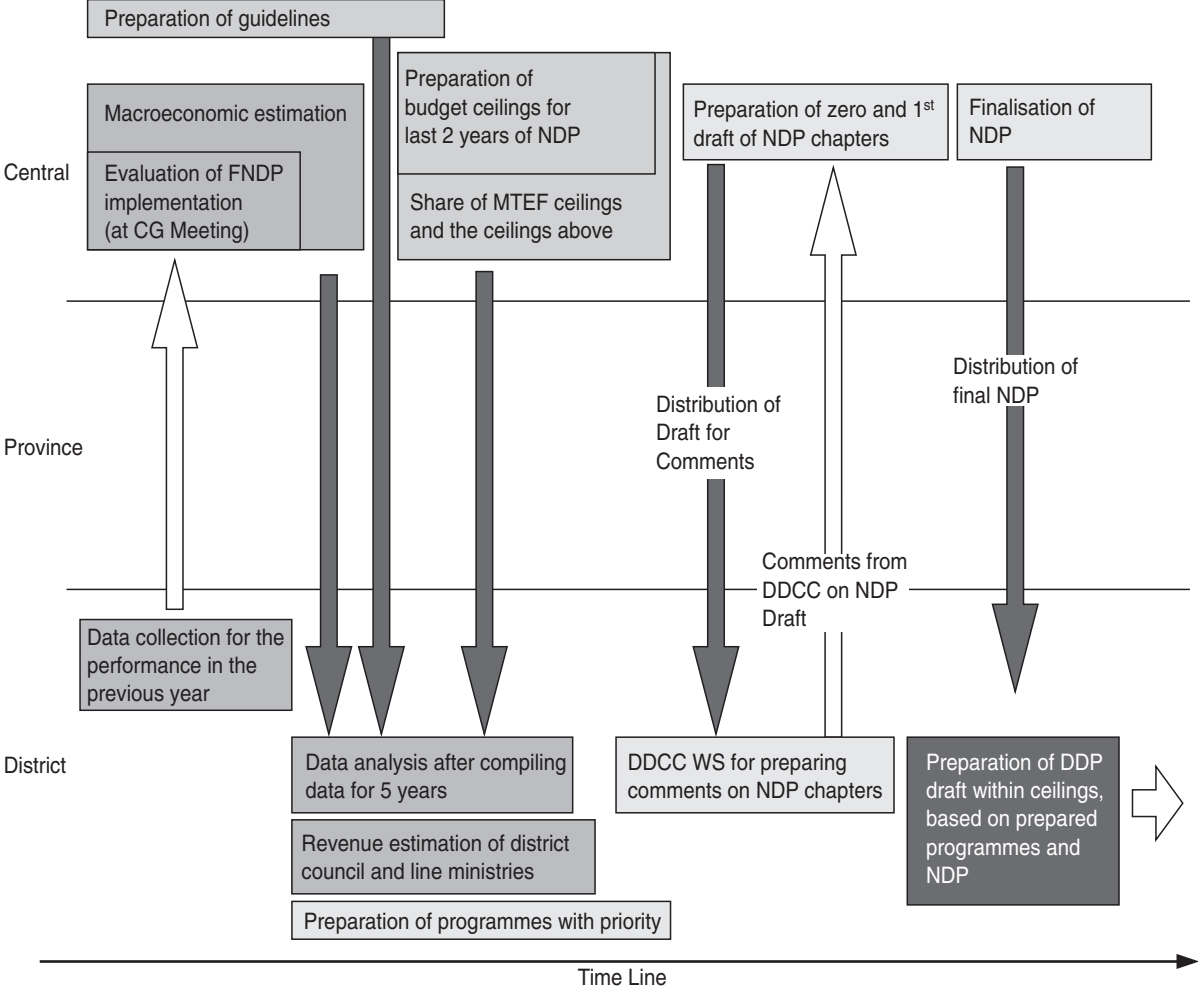 Preparation of guidelines
Macroeconomic estimation
Evaluation of FNDP
implementation
(at CG Meeting)
Preparation of
budget ceilings for
last 2 years of NDP
Share of MTEF ceilings
and the ceilings above
Preparation of zero and 1st
draft of NDP chapters
Finalisation of
NDP
Central
Province
Distribution of
Draft for
Comments
Distribution of
final NDP
Comments from
DDCC on NDP
Draft
District
Data collection for the
performance in the
previous year
Data analysis after compiling
data for 5 years
Revenue estimation of district
council and line ministries
Preparation of programmes with priority
DDCC WS for preparing
comments on NDP chapters
Preparation of DDP
draft within ceilings,
based on prepared
programmes and
NDP
Time Line